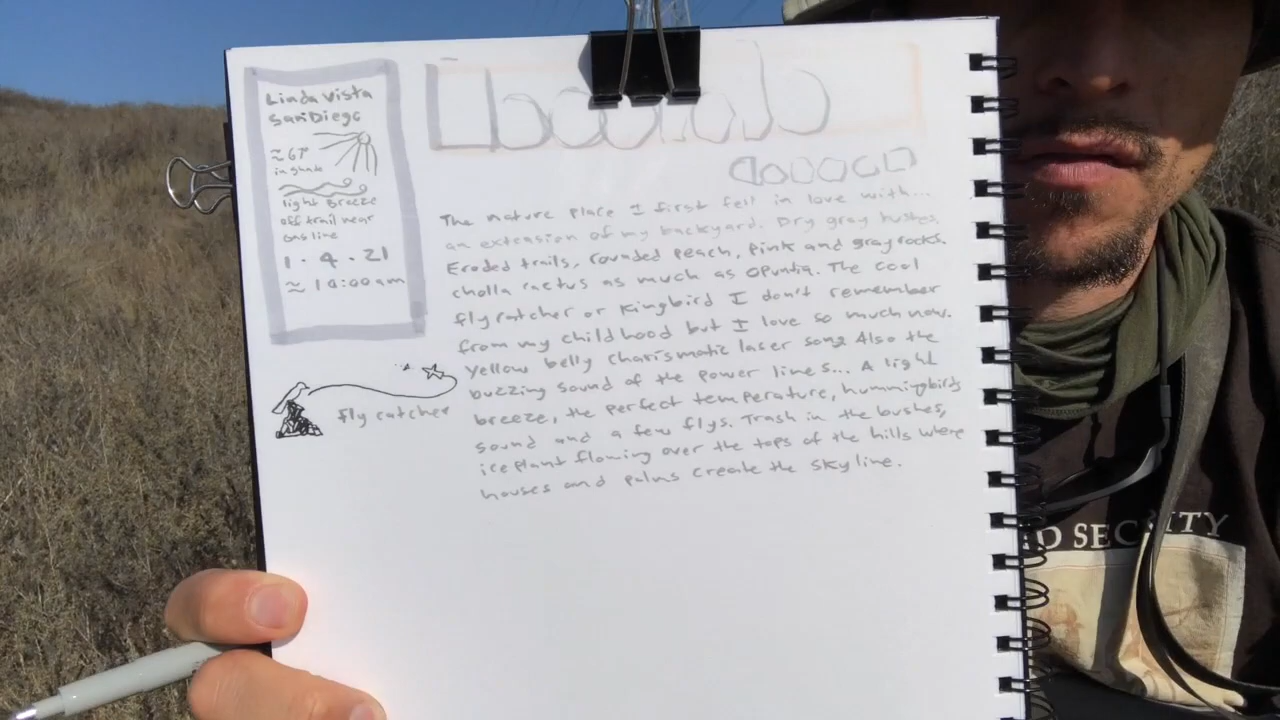 Linda Vista
San Diego
≈ 67°
in shade
light Breeze
off trail near
gas line
1 · 4 · 21
≈ 10:00am
The nature place I first fell in love with...
an extension of my backyard. Dry gray bushes,
Eroded trails, rounded peach, pink and gray rocks.
cholla cactus as much as opuntia. The cool
flycatcher or Kingbird I don't remember
from my childhood but I love so much now.
Yellow belly charismatic laser song Also the
buzzing sound of the power lines... A light
breeze, the perfect temperature, hummingbirds
sound and a few flys. Trash in the bushes,
iceplant flowing over the tops of the hills where
houses and palms create the skyline.
fly catcher
D SECURITY